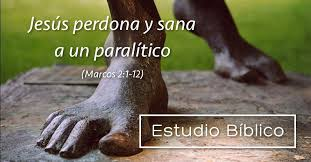 Jesús perdona y sana
a un paralítico
(Marcos 2:1-12)
Estudio Bíblico